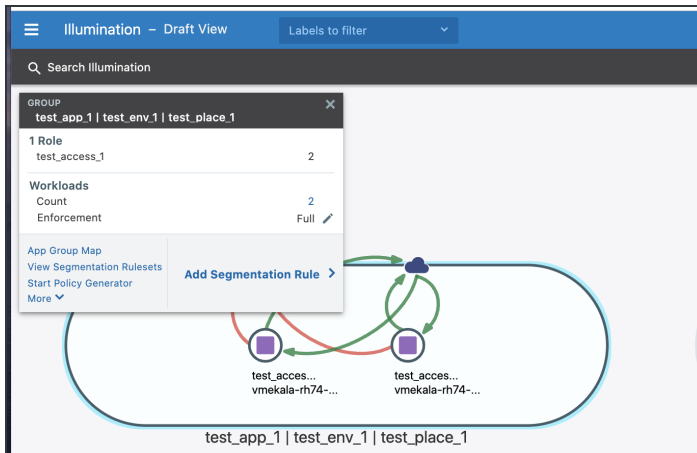 Illumination – Draft View
Labels to filter
Search Illumination
GROUP
test_app_1 | test_env_1 | test_place_1
1 Role
test_access_1 2
Workloads
Count 2
Enforcement Full
App Group Map
View Segmentation Rulesets
Start Policy Generator
More
Add Segmentation Rule
test_acces...
vmekala-rh74-...
test_acces...
vmekala-rh74-...
test_app_1 | test_env_1 | test_place_1